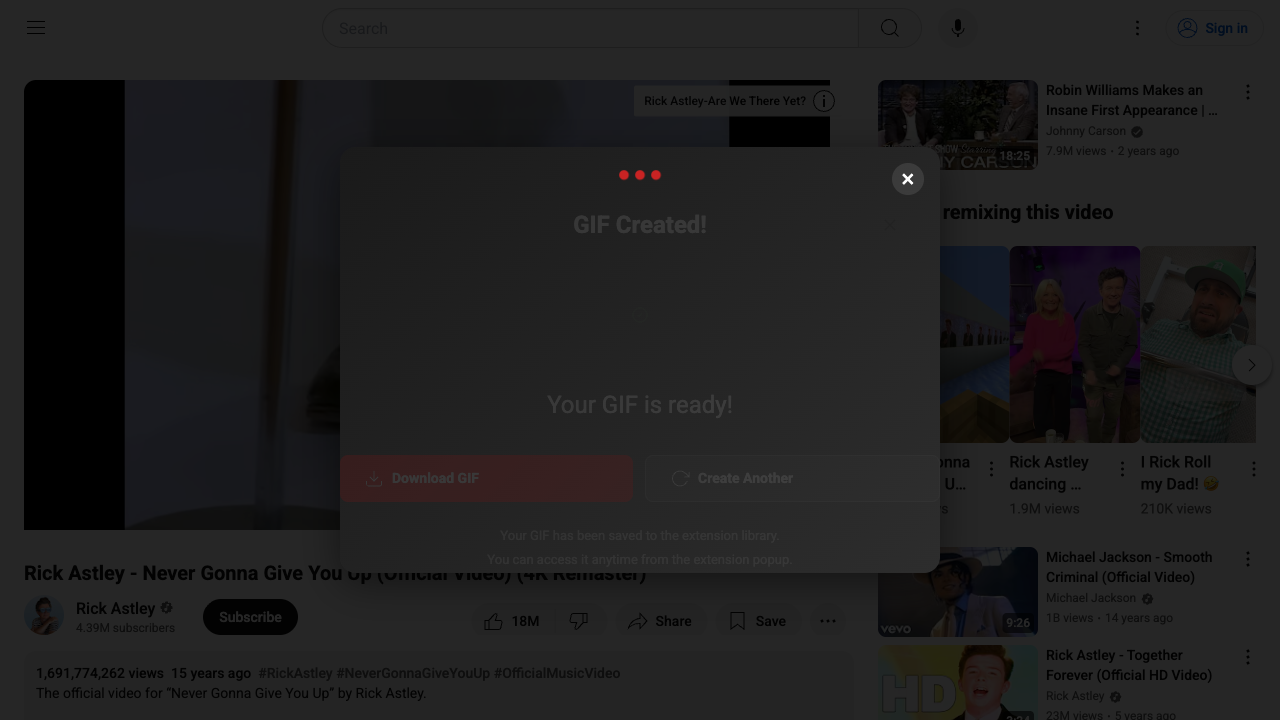 Search
Sign in
Rick Astley-Are We There Yet?
GIF Created!
Your GIF is ready!
Download GIF
Create Another
Your GIF has been saved to the extension library.
You can access it anytime from the extension popup.
Rick Astley - Never Gonna Give You Up (Official Video) (4K Remaster)
Rick Astley
4.39M subscribers
Subscribe
18M
Share
Save
1,691,774,262 views 15 years ago #RickAstley #NeverGonnaGiveYouUp #OfficialMusicVideo
The official video for “Never Gonna Give You Up” by Rick Astley.
Robin Williams Makes an
Insane First Appearance | …
Johnny Carson
7.9M views • 2 years ago
18:25
remixing this video
onna
U…
Rick Astley
dancing …
1.9M views
I Rick Roll
my Dad! 🤣
210K views
Michael Jackson - Smooth
Criminal (Official Video)
Michael Jackson
1B views • 14 years ago
vevo
9:26
Rick Astley - Together
Forever (Official HD Video)
Rick Astley
23M views • 5 years ago
HD